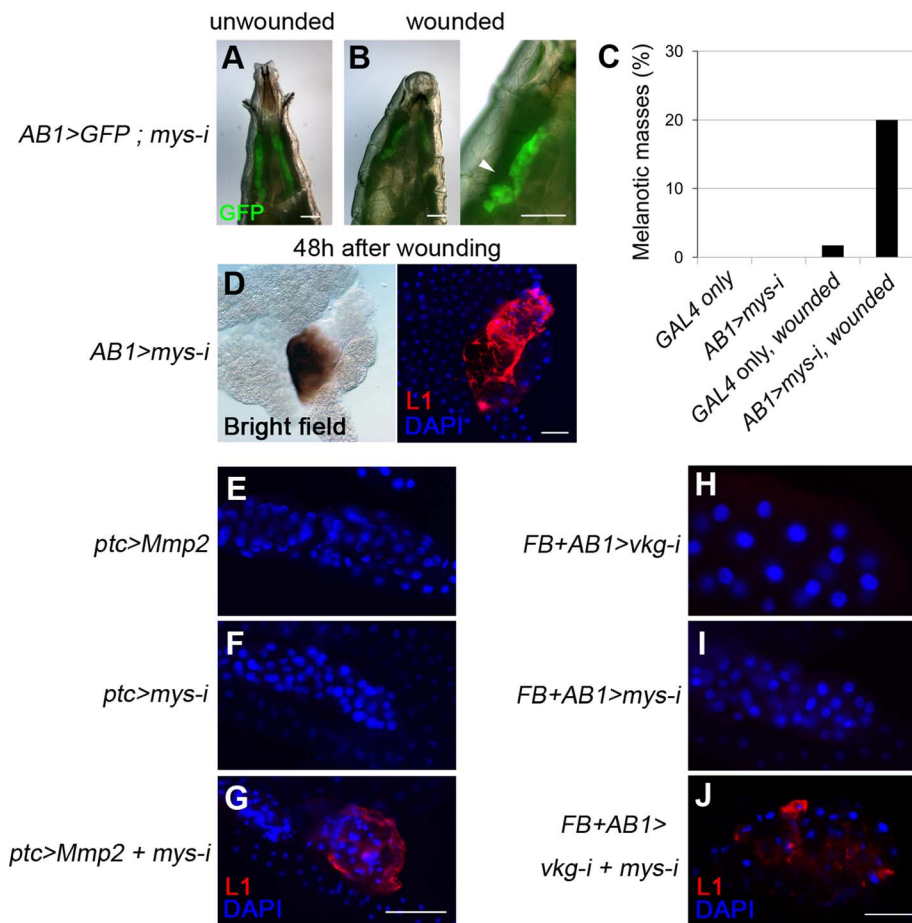 unwounded
wounded
A
B
AB1>GFP ; mys-i
GFP
C
Melanotic masses (%)
30
20
10
0
GAL4 only
AB1>mys-i
GAL4 only, wounded
AB1>mys-i, wounded
48h after wounding
D
AB1>mys-i
Bright field
L1
DAPI
E
ptc>Mmp2
F
ptc>mys-i
G
ptc>Mmp2 + mys-i
L1
DAPI
H
FB+AB1>vkg-i
I
FB+AB1>mys-i
J
FB+AB1>
vkg-i + mys-i
L1
DAPI